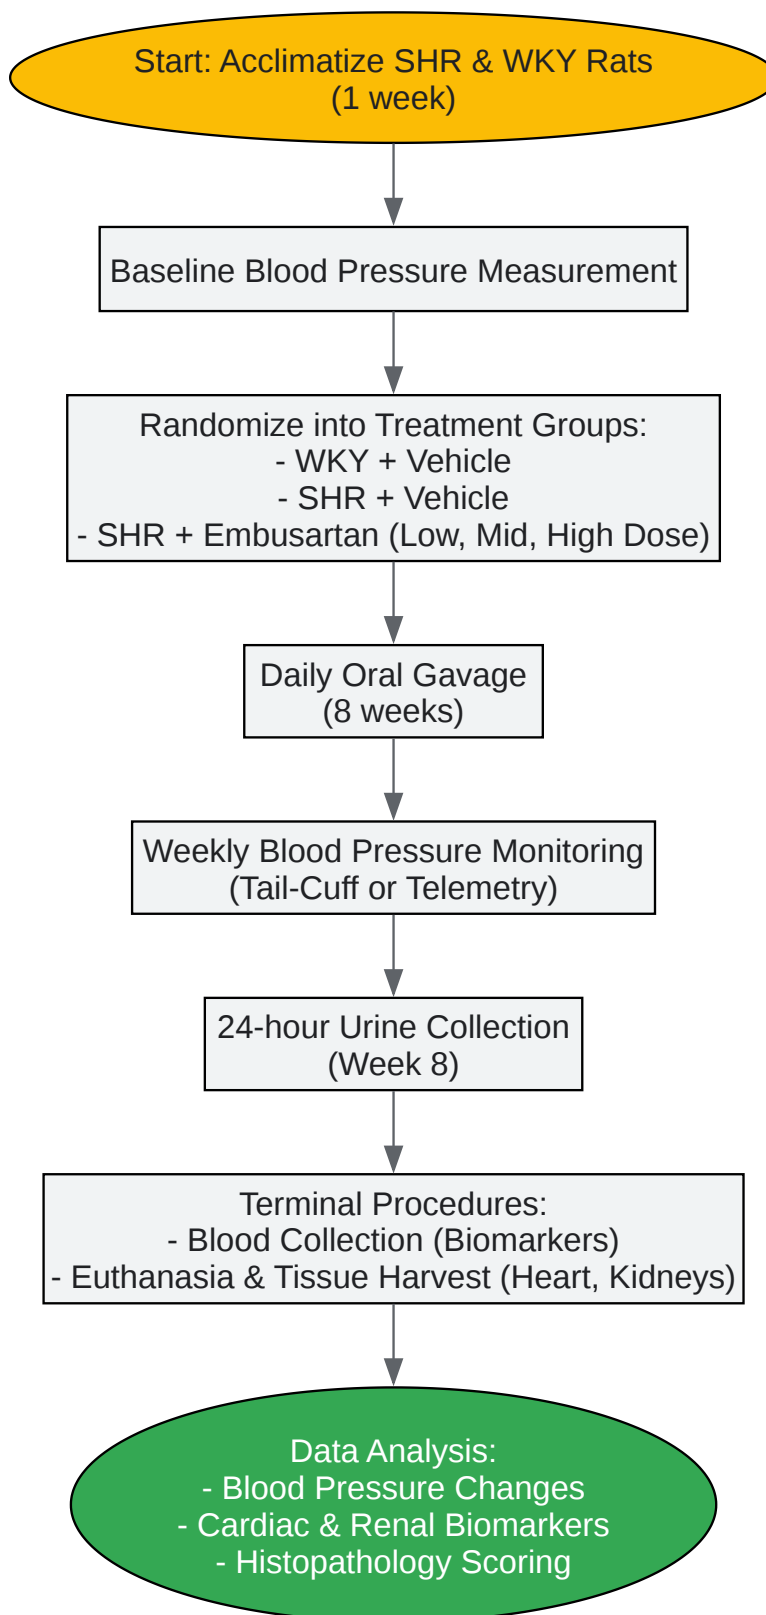 Start: Acclimatize SHR & WKY Rats
(1 week)
Baseline Blood Pressure Measurement
Randomize into Treatment Groups:
- WKY + Vehicle
- SHR + Vehicle
- SHR + Embusartan (Low, Mid, High Dose)
Daily Oral Gavage
(8 weeks)
Weekly Blood Pressure Monitoring
(Tail-Cuff or Telemetry)
24-hour Urine Collection
(Week 8)
Terminal Procedures:
- Blood Collection (Biomarkers)
- Euthanasia & Tissue Harvest (Heart, Kidneys)
Data Analysis:
- Blood Pressure Changes
- Cardiac & Renal Biomarkers
- Histopathology Scoring